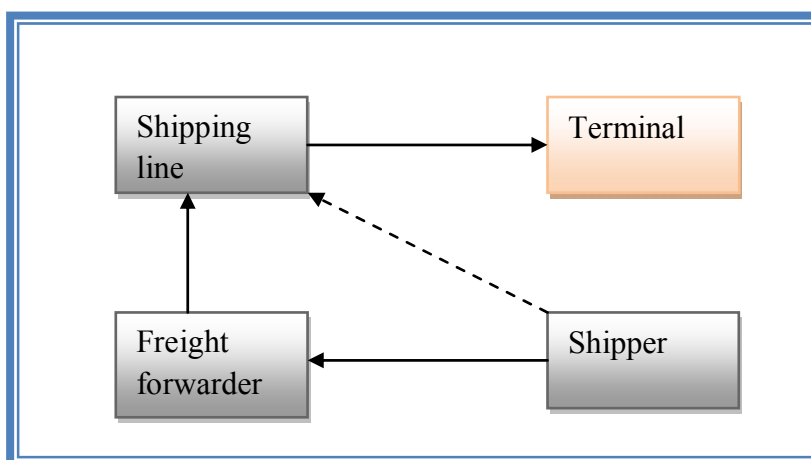 Shipping
line
Terminal
Freight
forwarder
Shipper